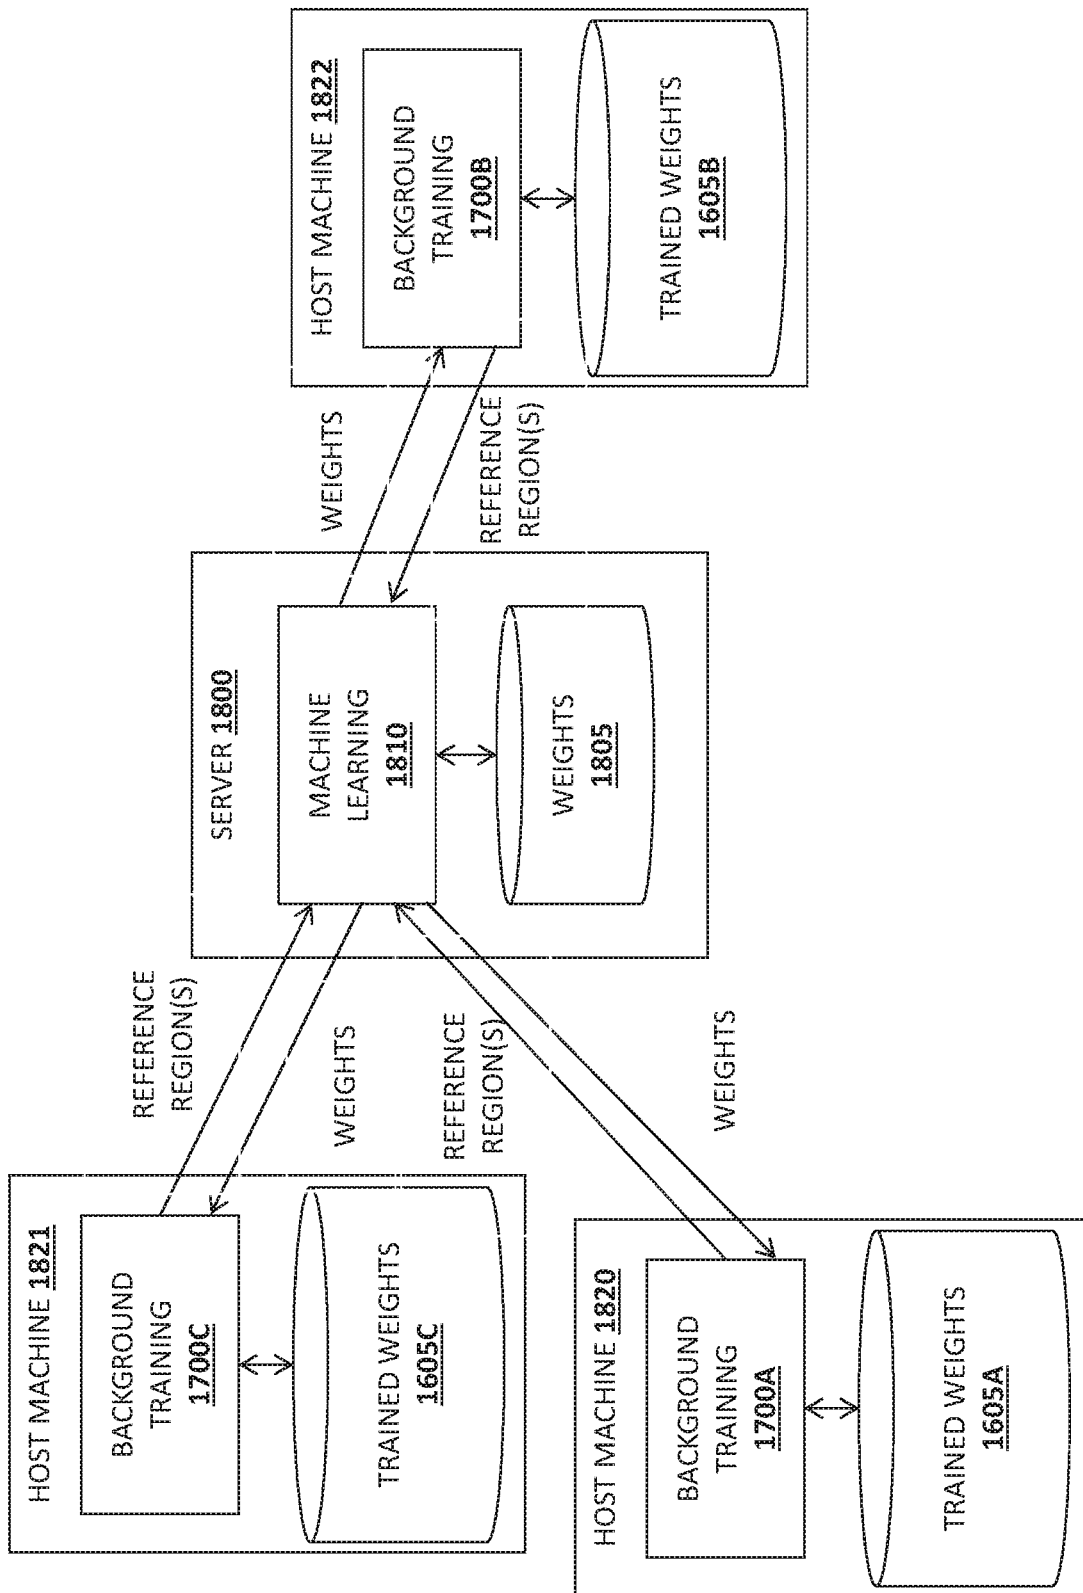 HOST MACHINE 1821
BACKGROUND
TRAINING
1700C
TRAINED WEIGHTS
1605C
REFERENCE
REGION(S)
WEIGHTS
SERVER 1800
MACHINE
LEARNING
1810
WEIGHTS
1805
WEIGHTS
REFERENCE
REGION(S)
HOST MACHINE 1822
BACKGROUND
TRAINING
1700B
TRAINED WEIGHTS
1605B
HOST MACHINE 1820
BACKGROUND
TRAINING
1700A
TRAINED WEIGHTS
1605A
REFERENCE
REGION(S)
WEIGHTS